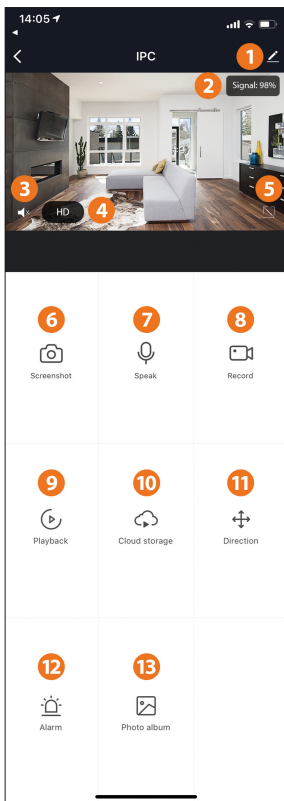 14:05
IPC
1
2
Signal: 98%
3
HD
4
5
6
7
8
Screenshot
Speak
Record
9
10
11
Playback
Cloud storage
Direction
12
13
Alarm
Photo album